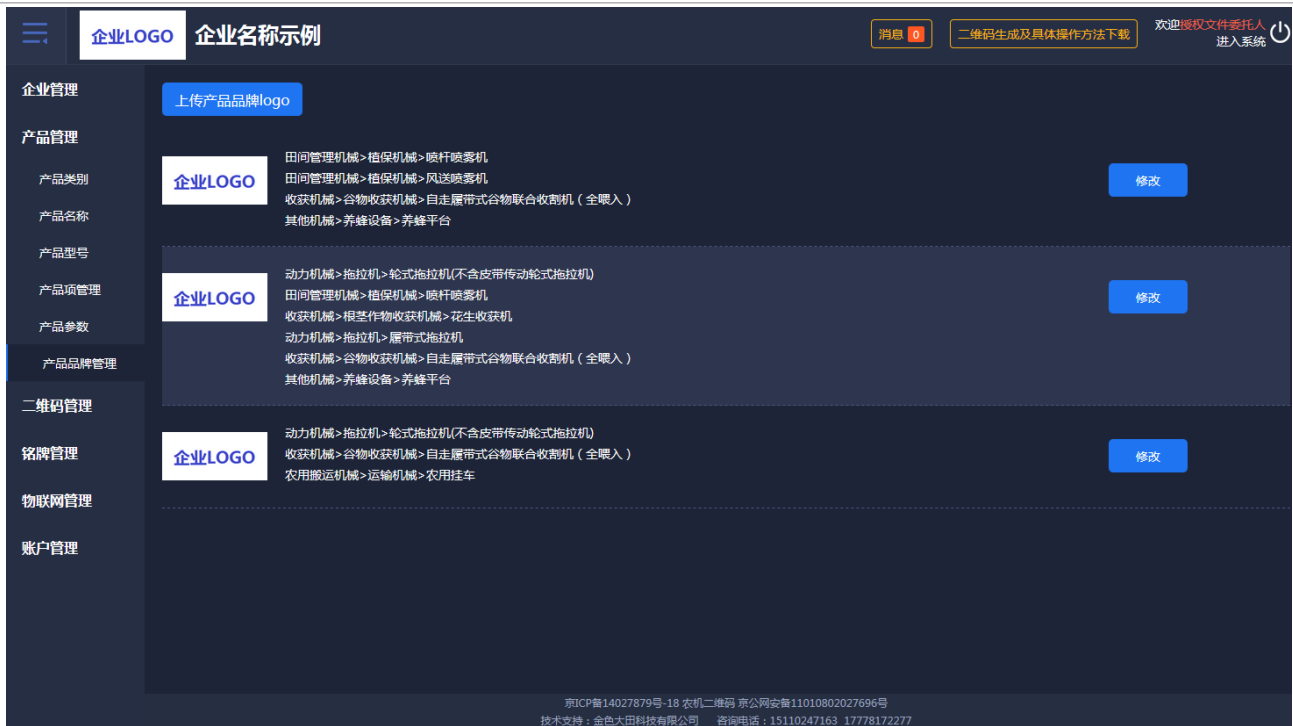 企业LOGO 企业名称示例 消息 0 二维码生成及具体操作方法下载 欢迎授权文件委托人
进入系统
企业管理
产品管理
产品类别
产品名称
产品型号
产品项管理
产品参数
产品品牌管理
二维码管理
铭牌管理
物联网管理
账户管理
上传产品品牌logo
企业LOGO
田间管理机械>植保机械>喷杆喷雾机
田间管理机械>植保机械>风送喷雾机
收获机械>谷物收获机械>自走履带式谷物联合收割机（全喂入）
其他机械>养蜂设备>养蜂平台
修改
企业LOGO
动力机械>拖拉机>轮式拖拉机(不含皮带传动轮式拖拉机)
田间管理机械>植保机械>喷杆喷雾机
收获机械>根茎作物收获机械>花生收获机
动力机械>拖拉机>履带式拖拉机
收获机械>谷物收获机械>自走履带式谷物联合收割机（全喂入）
其他机械>养蜂设备>养蜂平台
修改
企业LOGO
动力机械>拖拉机>轮式拖拉机(不含皮带传动轮式拖拉机)
收获机械>谷物收获机械>自走履带式谷物联合收割机（全喂入）
农用搬运机械>运输机械>农用挂车
修改
京ICP备14027879号-18 农机二维码 京公网安备11010802027696号
技术支持：金色大田科技有限公司 咨询电话：15110247163 17778172277